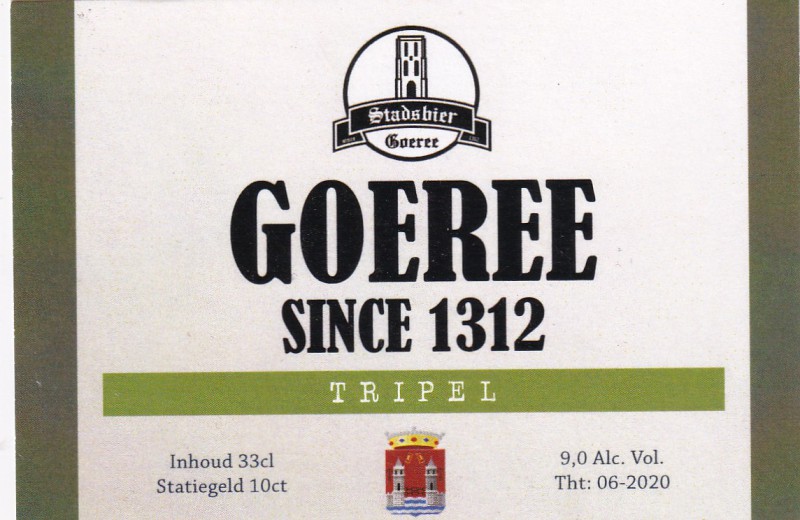 Stadsbier
Goeree
GOEREE
SINCE 1312
TRIPEL
Inhoud 33cl
Statiegeld 10ct
9,0 Alc. Vol.
Tht: 06-2020